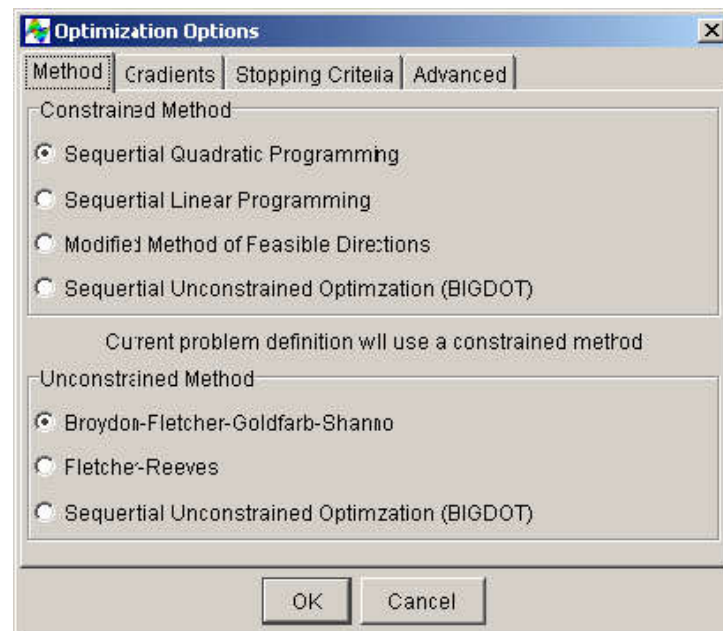 Optimization Options
Method Gradients Stopping Criteria Advanced
Constrained Method
Sequential Quadratic Programming
Sequential Linear Programming
Modified Method of Feasible Directions
Sequential Unconstrained Optimzation (BIGDOT)
Current problem definition will use a constrained method
Unconstrained Method
Broydon-Fletcher-Goldfarb-Shanno
Fletcher-Reeves
Sequential Unconstrained Optimzation (BIGDOT)
OK Cancel